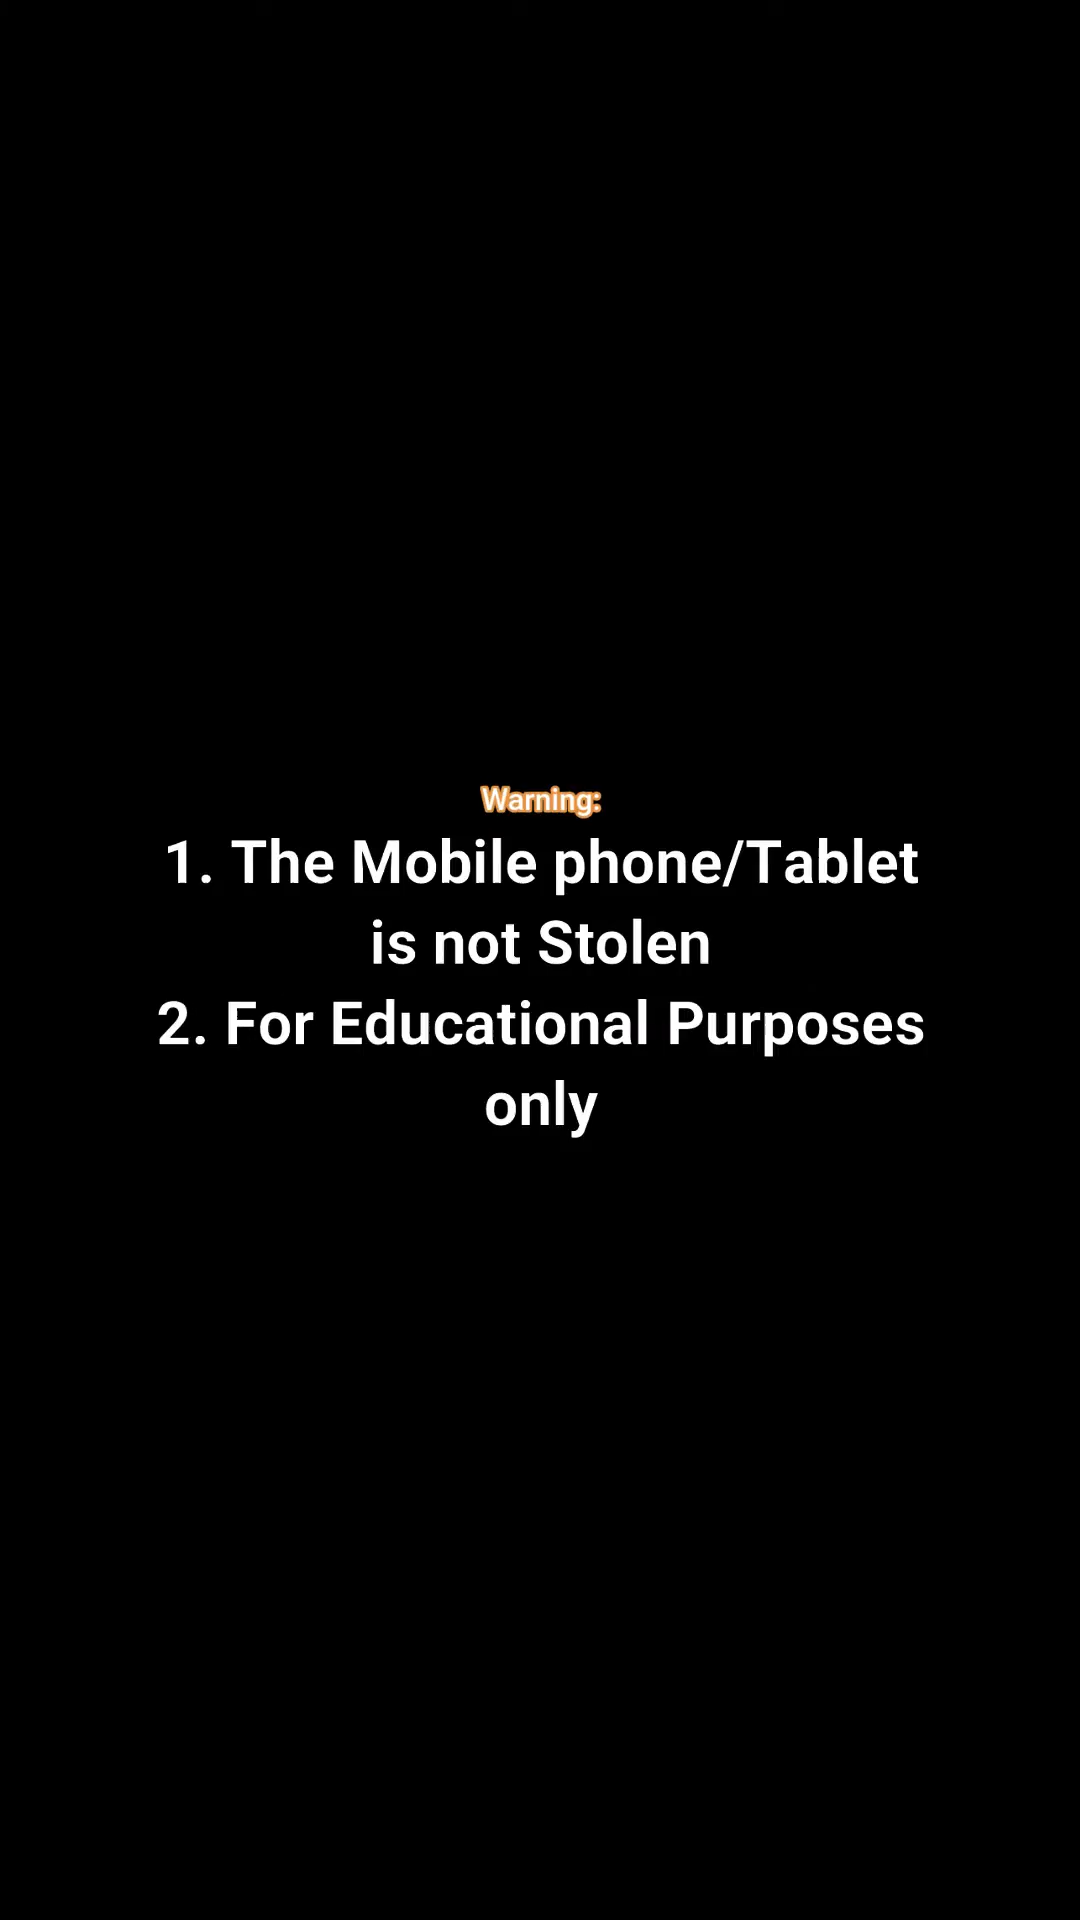 Warning:
1. The Mobile phone/Tablet
is not Stolen
2. For Educational Purposes
only